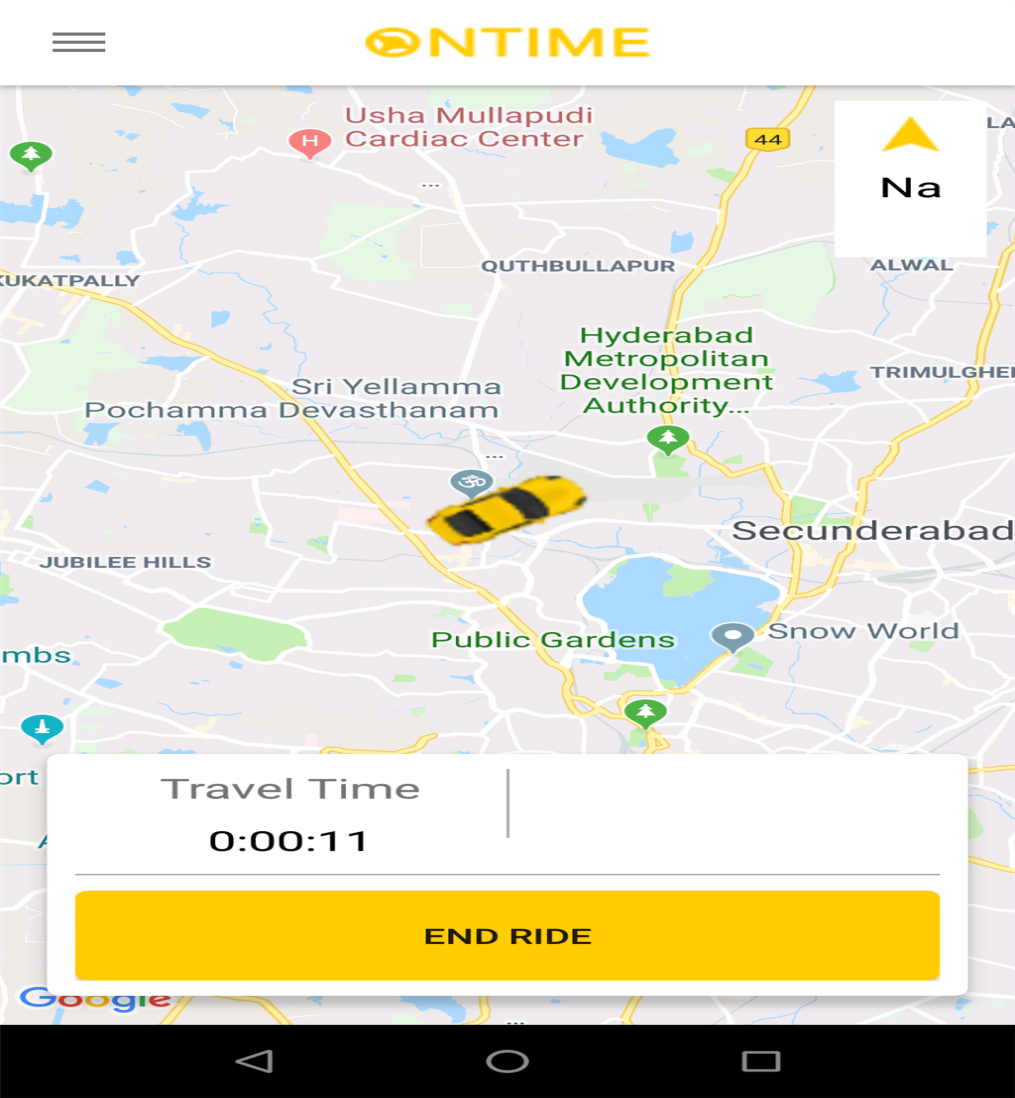 ONTIME
Usha Mullapudi
Cardiac Center
...
44
LA
Na
KUKATPALLY
QUTHBULLAPUR
ALWAL
Hyderabad
Metropolitan
Development
Authority...
Sri Yellamma
Pochamma Devasthanam
...
TRIMULGHE
Secunderabad
JUBILEE HILLS
Public Gardens
Snow World
mbs
ort
Travel Time
0:00:11
END RIDE
Google
...